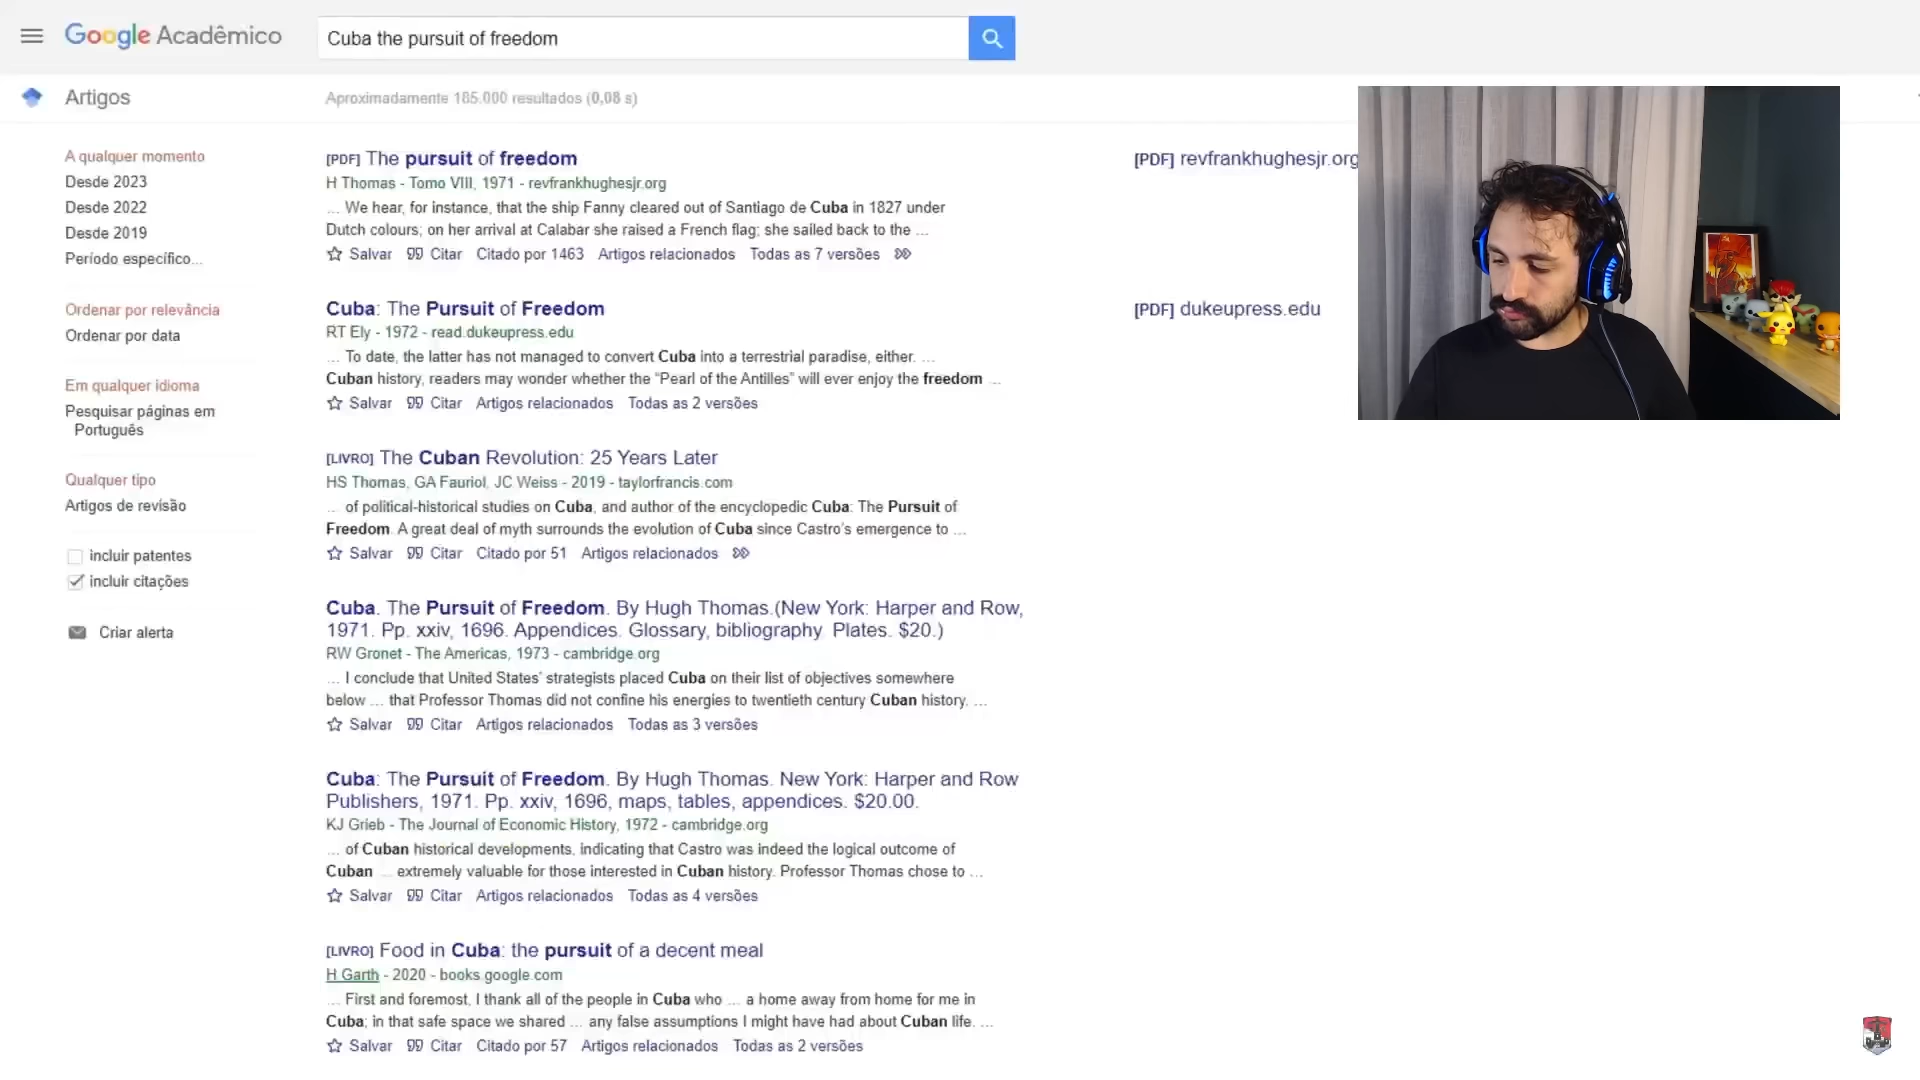 Google Acadêmico
Cuba the pursuit of freedom
Artigos
Aproximadamente 185.000 resultados (0,08 s)
A qualquer momento
Desde 2023
Desde 2022
Desde 2019
Período específico...
Ordenar por relevância
Ordenar por data
Em qualquer idioma
Pesquisar páginas em
Português
Qualquer tipo
Artigos de revisão
incluir patentes
incluir citações
Criar alerta
[PDF] The pursuit of freedom
H Thomas - Tomo VIII, 1971 - revfrankhughesjr.org
... We hear, for instance, that the ship Fanny cleared out of Santiago de Cuba in 1827 under
Dutch colours; on her arrival at Calabar she raised a French flag; she sailed back to the ...
Salvar Citar Citado por 1463 Artigos relacionados Todas as 7 versões
[PDF] revfrankhughesjr.org
Cuba: The Pursuit of Freedom
RT Ely - 1972 - read.dukeupress.edu
... To date, the latter has not managed to convert Cuba into a terrestrial paradise, either. ...
Cuban history, readers may wonder whether the “Pearl of the Antilles” will ever enjoy the freedom ...
Salvar Citar Artigos relacionados Todas as 2 versões
[PDF] dukeupress.edu
[LIVRO] The Cuban Revolution: 25 Years Later
HS Thomas, GA Fauriol, JC Weiss - 2019 - taylorfrancis.com
... of political-historical studies on Cuba, and author of the encyclopedic Cuba: The Pursuit of
Freedom. A great deal of myth surrounds the evolution of Cuba since Castro’s emergence to ...
Salvar Citar Citado por 51 Artigos relacionados
Cuba. The Pursuit of Freedom. By Hugh Thomas.(New York: Harper and Row,
1971. Pp. xxiv, 1696. Appendices. Glossary, bibliography Plates. $20.)
RW Gronet - The Americas, 1973 - cambridge.org
... I conclude that United States’ strategists placed Cuba on their list of objectives somewhere
below ... that Professor Thomas did not confine his energies to twentieth century Cuban history. ...
Salvar Citar Artigos relacionados Todas as 3 versões
Cuba: The Pursuit of Freedom. By Hugh Thomas. New York: Harper and Row
Publishers, 1971. Pp. xxiv, 1696, maps, tables, appendices. $20.00.
KJ Grieb - The Journal of Economic History, 1972 - cambridge.org
... of Cuban historical developments, indicating that Castro was indeed the logical outcome of
Cuban ... extremely valuable for those interested in Cuban history. Professor Thomas chose to ...
Salvar Citar Artigos relacionados Todas as 4 versões
[LIVRO] Food in Cuba: the pursuit of a decent meal
H Garth - 2020 - books.google.com
... First and foremost, I thank all of the people in Cuba who ... a home away from home for me in
Cuba; in that safe space we shared ... any false assumptions I might have had about Cuban life. ...
Salvar Citar Citado por 57 Artigos relacionados Todas as 2 versões